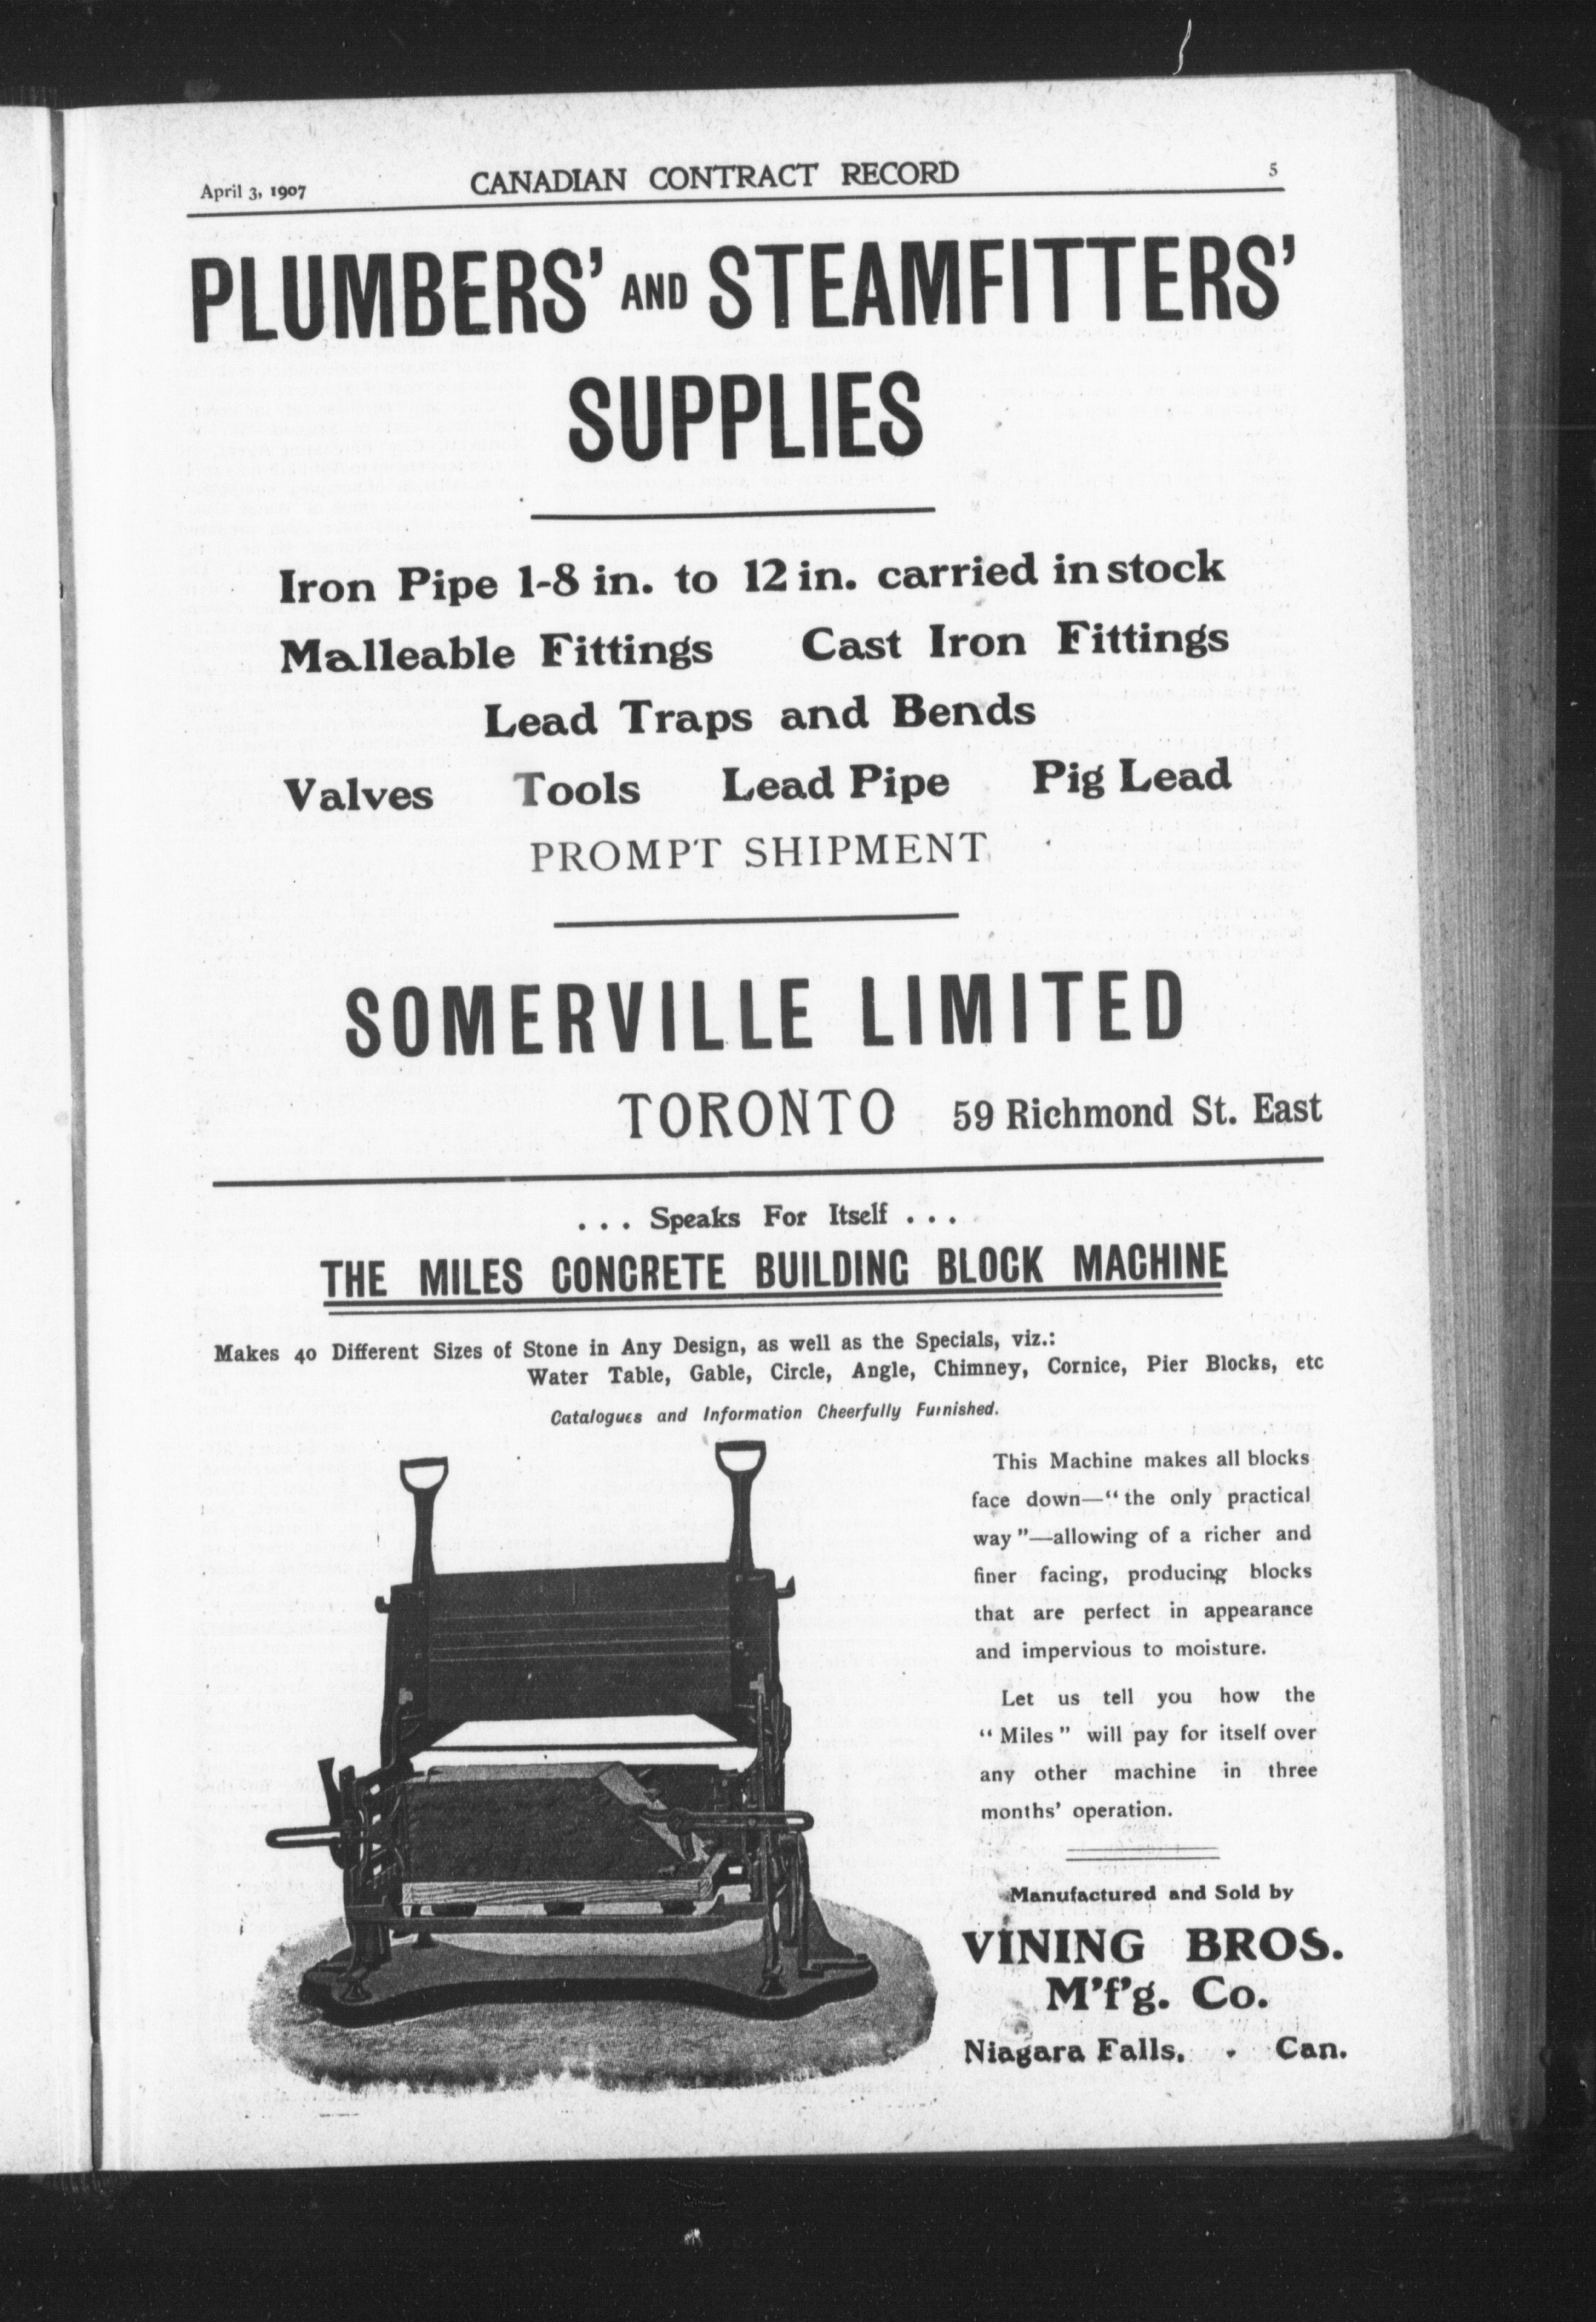 April 3, 1907 CANADIAN CONTRACT RECORD 5
PLUMBERS' AND STEAMFITTERS'
SUPPLIES
Iron Pipe 1-8 in. to 12 in. carried in stock
Malleable Fittings Cast Iron Fittings
Lead Traps and Bends
Valves Tools Lead Pipe Pig Lead
PROMPT SHIPMENT
SOMERVILLE LIMITED
TORONTO 59 Richmond St. East
. . . Speaks For Itself . . .
THE MILES CONCRETE BUILDING BLOCK MACHINE
Makes 40 Different Sizes of Stone in Any Design, as well as the Specials, viz.:
Water Table, Gable, Circle, Angle, Chimney, Cornice, Pier Blocks, etc
Catalogues and Information Cheerfully Furnished.
This Machine makes all blocks
face down—“the only practical
way”—allowing of a richer and
finer facing, producing blocks
that are perfect in appearance
and impervious to moisture.
Let us tell you how the
“Miles” will pay for itself over
any other machine in three
months’ operation.
Manufactured and Sold by
VINING BROS.
M'f'g. Co.
Niagara Falls, - Can.